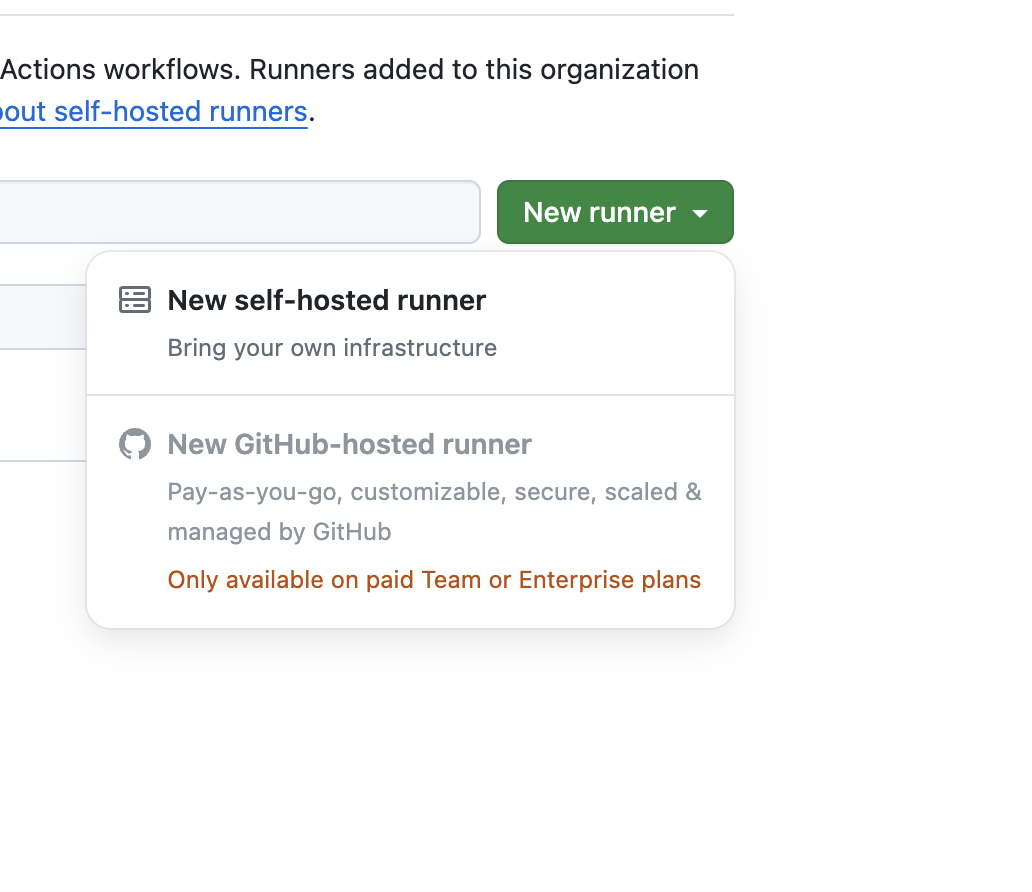 Actions workflows. Runners added to this organization
out self-hosted runners.
New runner
New self-hosted runner
Bring your own infrastructure
New GitHub-hosted runner
Pay-as-you-go, customizable, secure, scaled &
managed by GitHub
Only available on paid Team or Enterprise plans